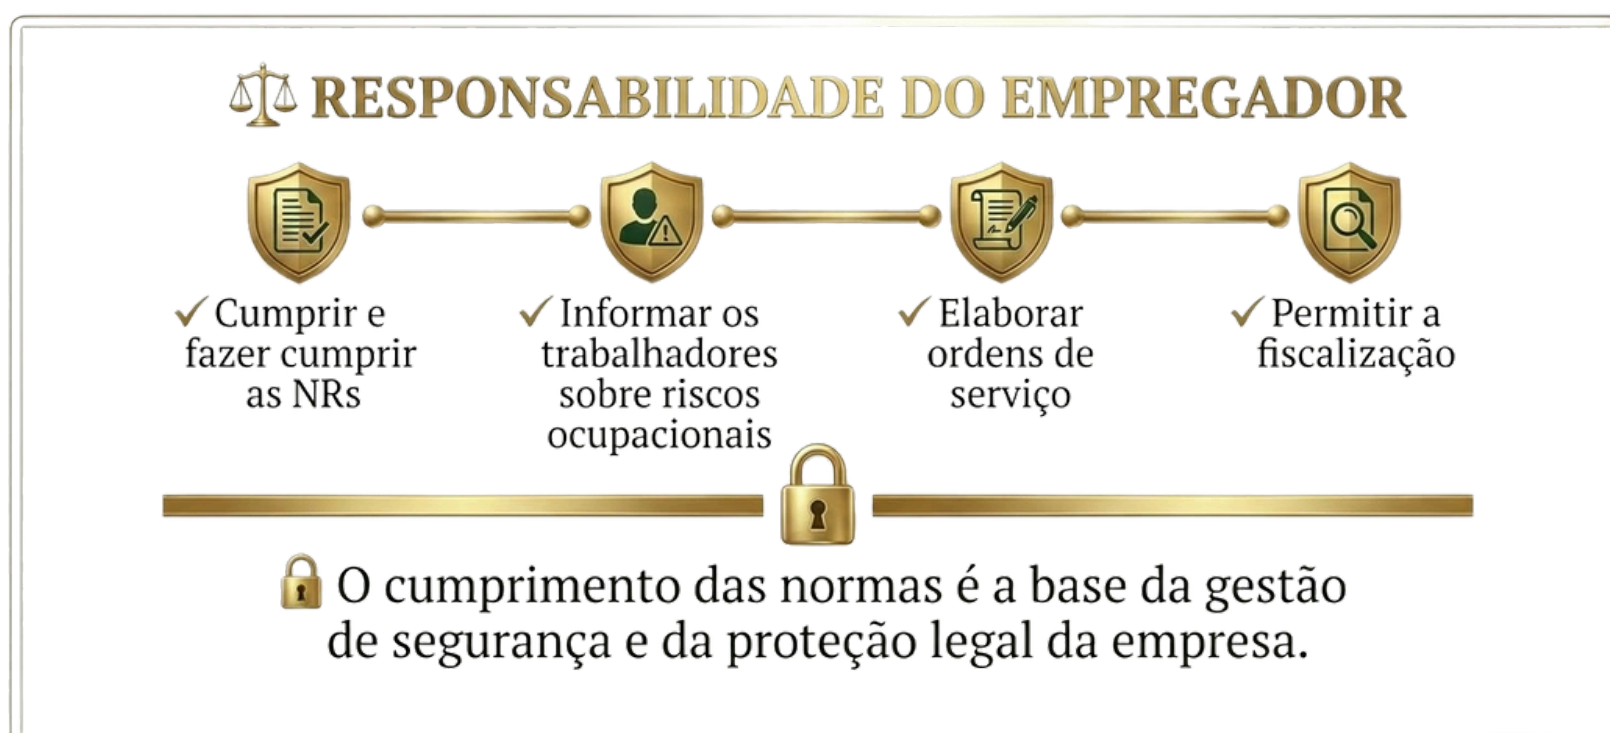 RESPONSABILIDADE DO EMPREGADOR
Cumprir e
fazer cumprir
as NRs
Informar os
trabalhadores
sobre riscos
ocupacionais
Elaborar
ordens de
serviço
Permitir a
fiscalização
O cumprimento das normas é a base da gestão
de segurança e da proteção legal da empresa.